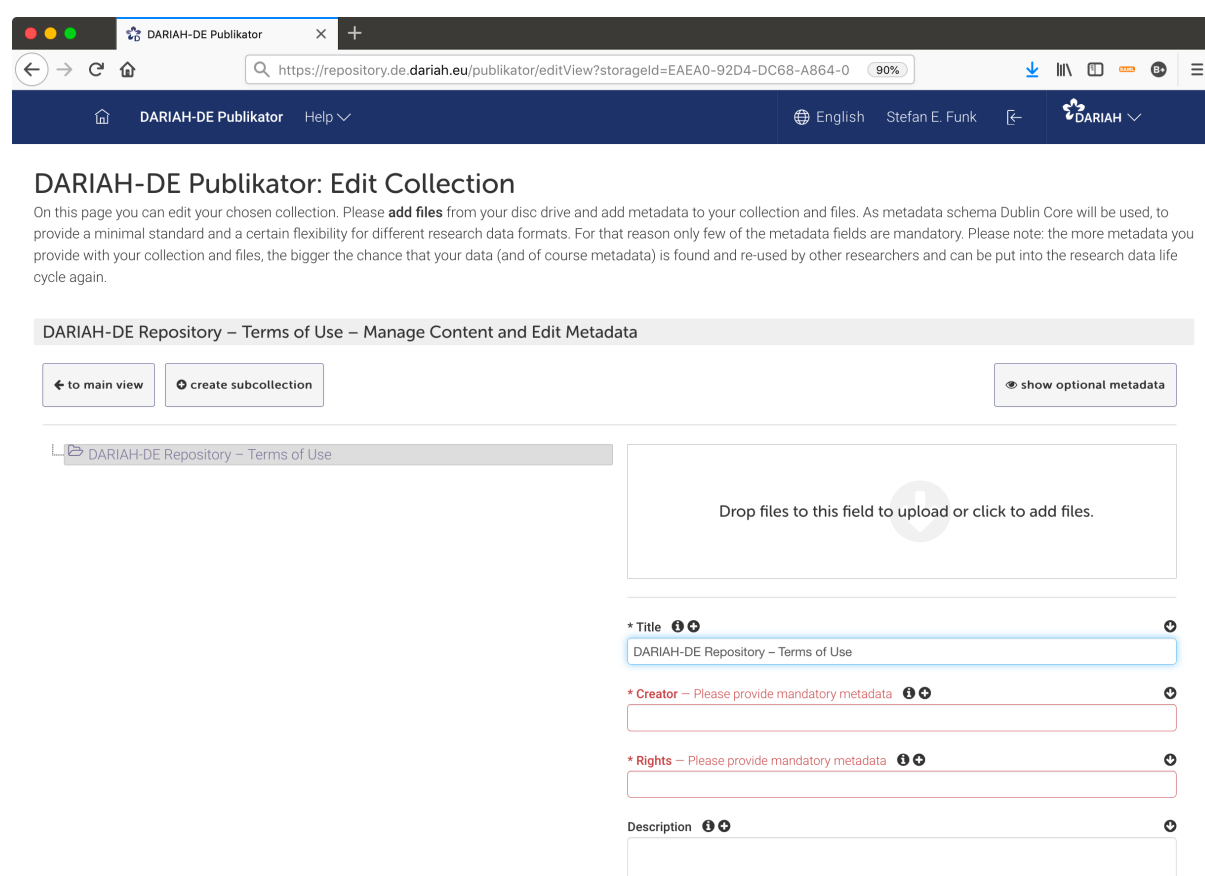 DARIAH-DE Publikator
https://repository.de.dariah.eu/publikator/editView?storageId=EAEA0-92D4-DC68-A864-0 90%
BAML
B+
DARIAH-DE Publikator Help English Stefan E. Funk DARIAH
DARIAH-DE Publikator: Edit Collection
On this page you can edit your chosen collection. Please add files from your disc drive and add metadata to your collection and files. As metadata schema Dublin Core will be used, to
provide a minimal standard and a certain flexibility for different research data formats. For that reason only few of the metadata fields are mandatory. Please note: the more metadata you
provide with your collection and files, the bigger the chance that your data (and of course metadata) is found and re-used by other researchers and can be put into the research data life
cycle again.
DARIAH-DE Repository – Terms of Use – Manage Content and Edit Metadata
to main view create subcollection show optional metadata
DARIAH-DE Repository – Terms of Use
Drop files to this field to upload or click to add files.
* Title
DARIAH-DE Repository – Terms of Use
* Creator — Please provide mandatory metadata
* Rights — Please provide mandatory metadata
Description